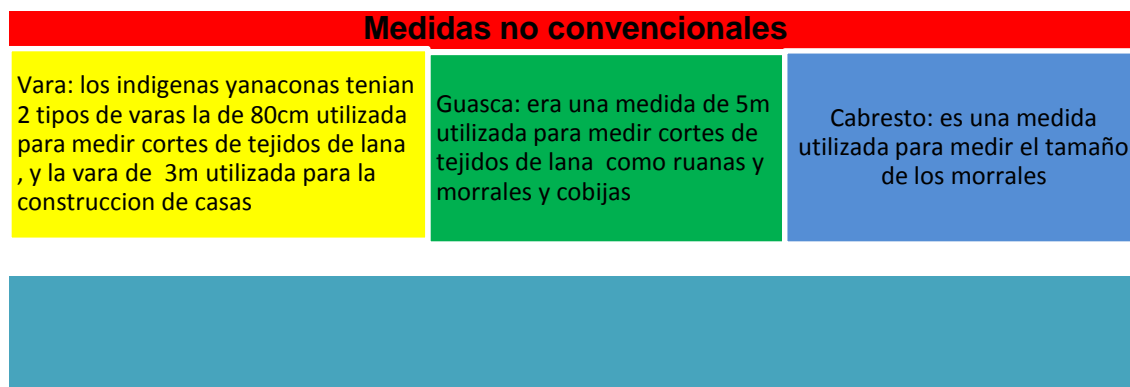 Medidas no convencionales
Vara: los indigenas yanaconas tenian
2 tipos de varas la de 80cm utilizada
para medir cortes de tejidos de lana
, y la vara de 3m utilizada para la
construccion de casas
Guasca: era una medida de 5m
utilizada para medir cortes de
tejidos de lana como ruanas y
morrales y cobijas
Cabresto: es una medida
utilizada para medir el tamaño
de los morrales